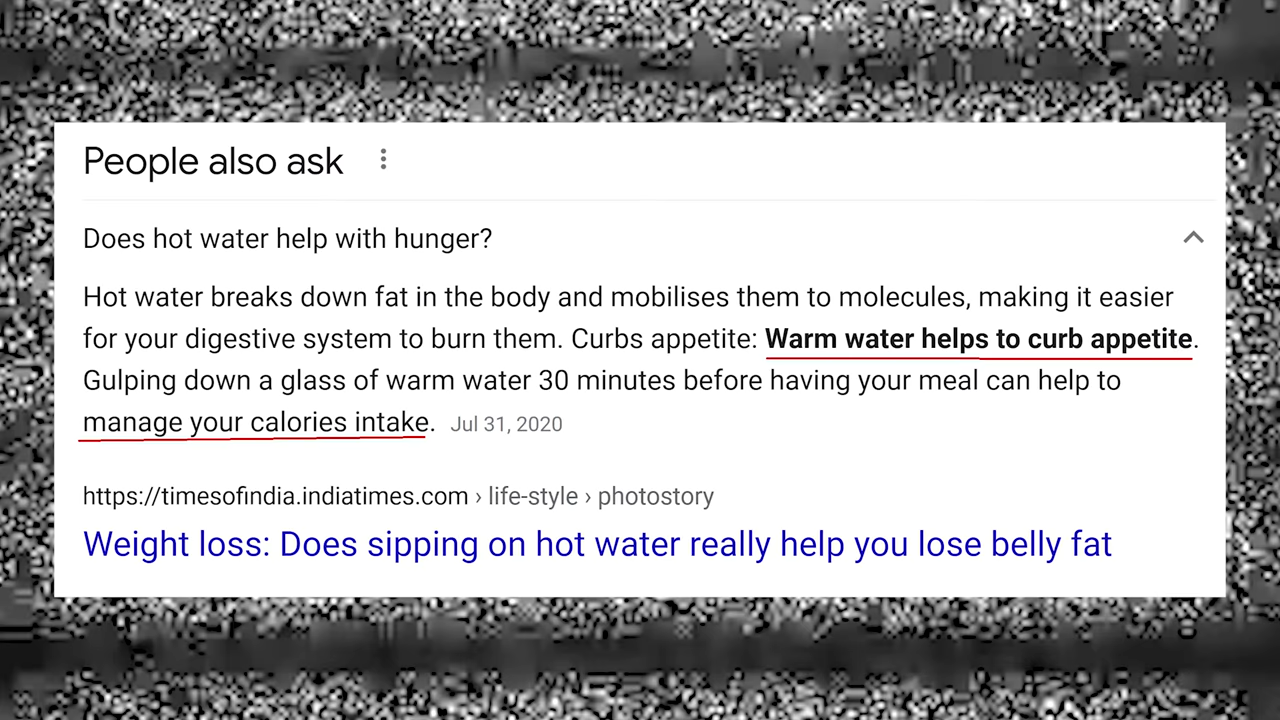 People also ask
Does hot water help with hunger?
Hot water breaks down fat in the body and mobilises them to molecules, making it easier
for your digestive system to burn them. Curbs appetite: Warm water helps to curb appetite.
Gulping down a glass of warm water 30 minutes before having your meal can help to
manage your calories intake. Jul 31, 2020
https://timesofindia.indiatimes.com › life-style › photostory
Weight loss: Does sipping on hot water really help you lose belly fat